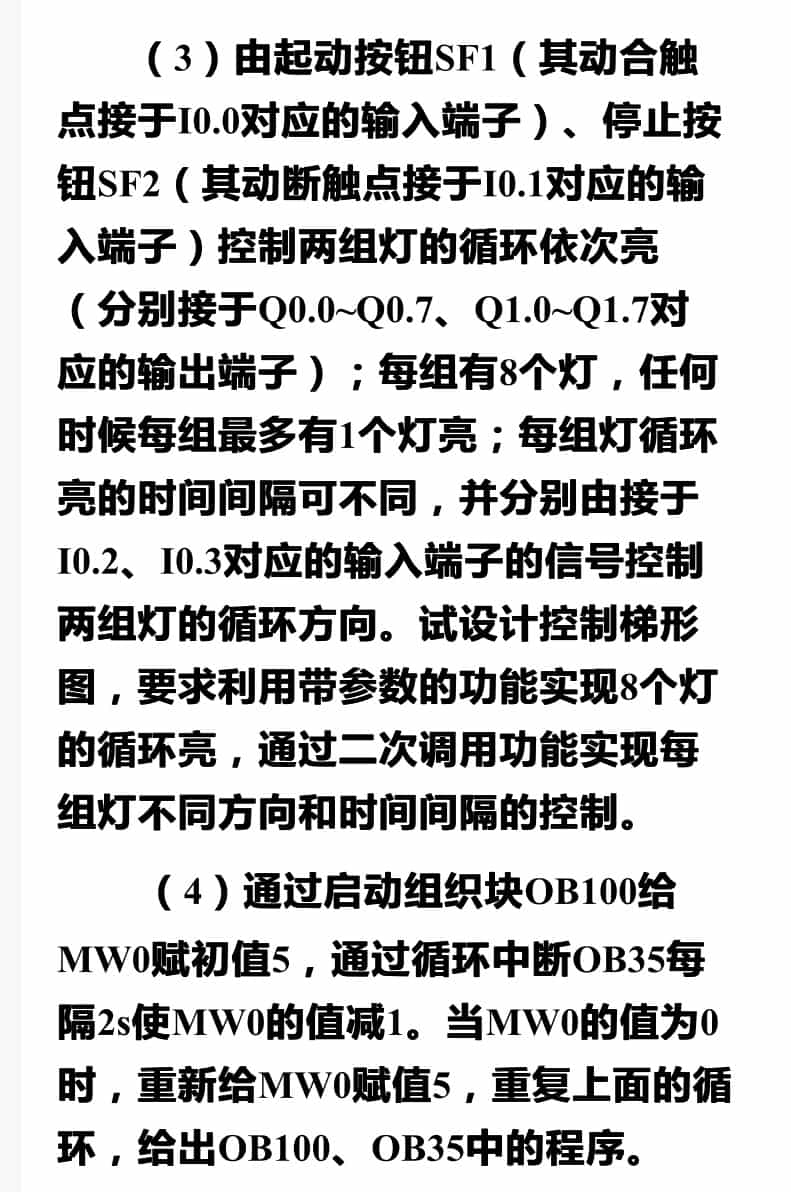 （3）由起动按钮SF1（其动合触
点接于I0.0对应的输入端子）、停止按
钮SF2（其动断触点接于I0.1对应的输
入端子）控制两组灯的循环依次亮
（分别接于Q0.0~Q0.7、Q1.0~Q1.7对
应的输出端子）；每组有8个灯，任何
时候每组最多有1个灯亮；每组灯循环
亮的时间间隔可不同，并分别由接于
I0.2、I0.3对应的输入端子的信号控制
两组灯的循环方向。试设计控制梯形
图，要求利用带参数的功能实现8个灯
的循环亮，通过二次调用功能实现每
组灯不同方向和时间间隔的控制。
（4）通过启动组织块OB100给
MW0赋初值5，通过循环中断OB35每
隔2s使MW0的值减1。当MW0的值为0
时，重新给MW0赋值5，重复上面的循
环，给出OB100、OB35中的程序。